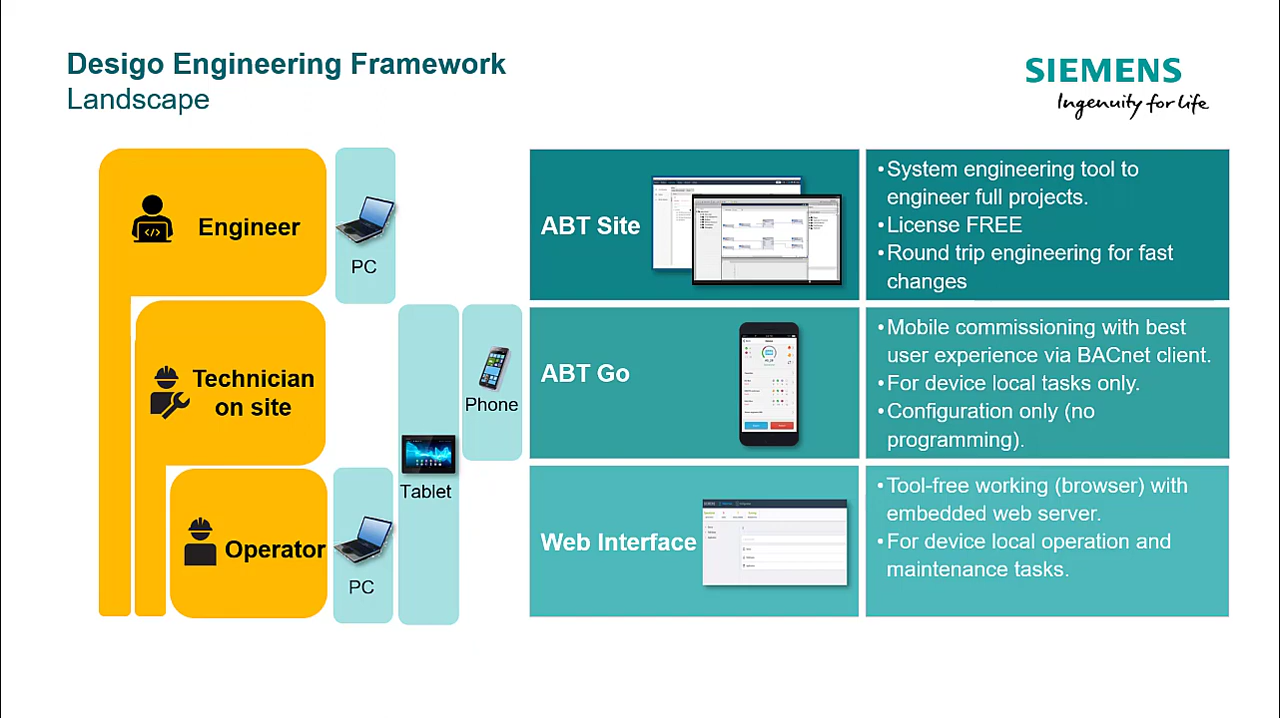 Desigo Engineering Framework
Landscape
SIEMENS
Ingenuity for life
Engineer
PC
ABT Site
•System engineering tool to
engineer full projects.
•License FREE
•Round trip engineering for fast
changes
Technician
on site
Phone
Tablet
ABT Go
•Mobile commissioning with best
user experience via BACnet client.
•For device local tasks only.
•Configuration only (no
programming).
Operator
PC
Web Interface
SIEMENS
•Tool-free working (browser) with
embedded web server.
•For device local operation and
maintenance tasks.